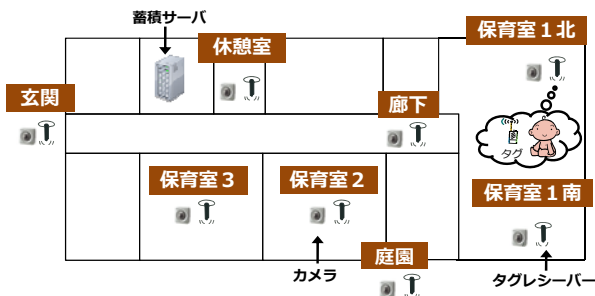 蓄積サーバ
休憩室
保育室１北
玄関
廊下
タグ
保育室３
保育室２
保育室１南
庭園
カメラ
タグレシーバー